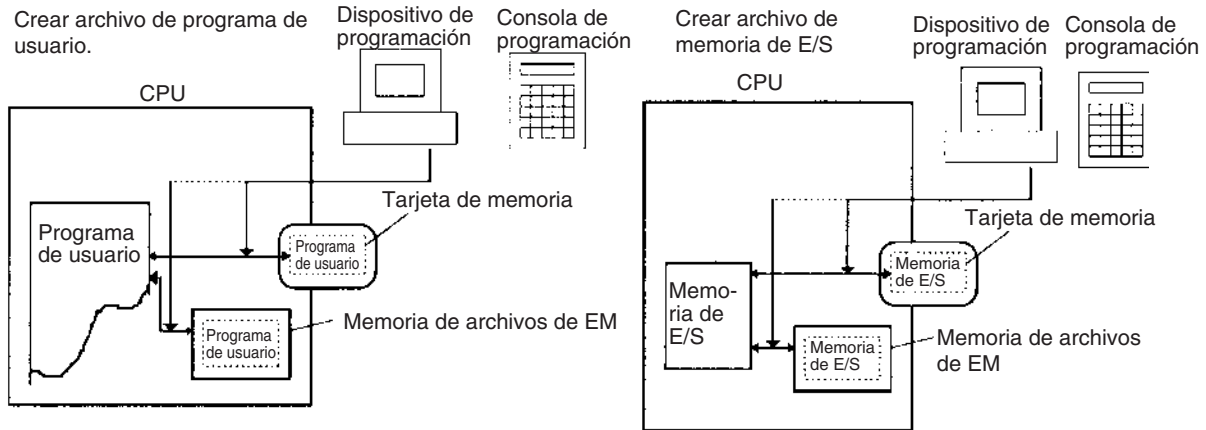 Crear archivo de programa de
usuario.
Dispositivo de
programación
Consola de
programación
CPU
Programa
de usuario
Tarjeta de memoria
Programa
de usuario
Memoria de archivos de EM
Programa
de usuario
Crear archivo de
memoria de E/S
Dispositivo de
programación
Consola de
programación
CPU
Tarjeta de memoria
Memoria
de E/S
Memo-
ria de
E/S
Memoria de archivos
de EM
Memoria
de E/S